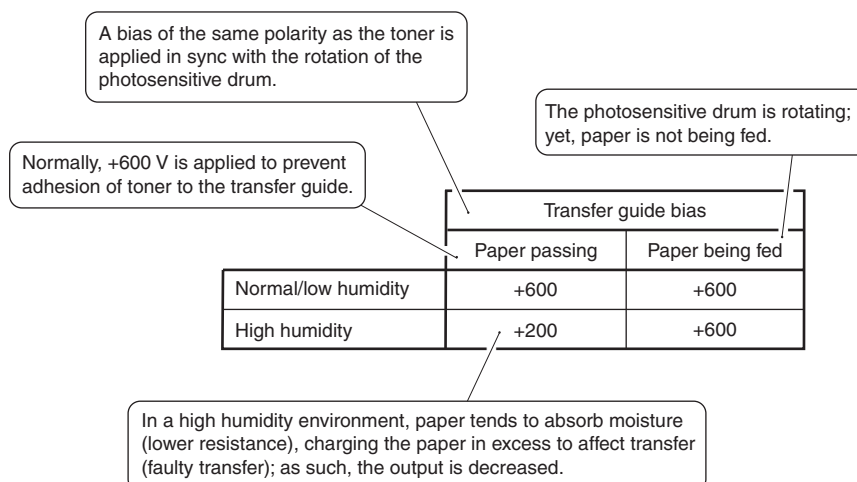 A bias of the same polarity as the toner is
applied in sync with the rotation of the
photosensitive drum.
The photosensitive drum is rotating;
yet, paper is not being fed.
Normally, +600 V is applied to prevent
adhesion of toner to the transfer guide.
Transfer guide bias
Paper passing Paper being fed
Normal/low humidity +600 +600
High humidity +200 +600
In a high humidity environment, paper tends to absorb moisture
(lower resistance), charging the paper in excess to affect transfer
(faulty transfer); as such, the output is decreased.